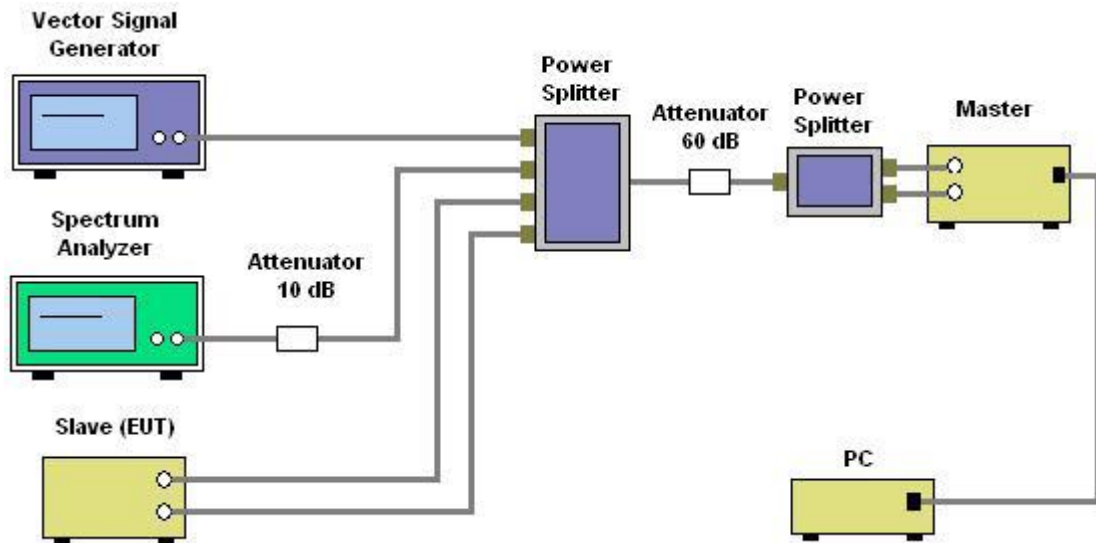 Vector Signal
Generator
Power
Splitter
Attenuator
60 dB
Power
Splitter
Master
Spectrum
Analyzer
Attenuator
10 dB
Slave (EUT)
PC